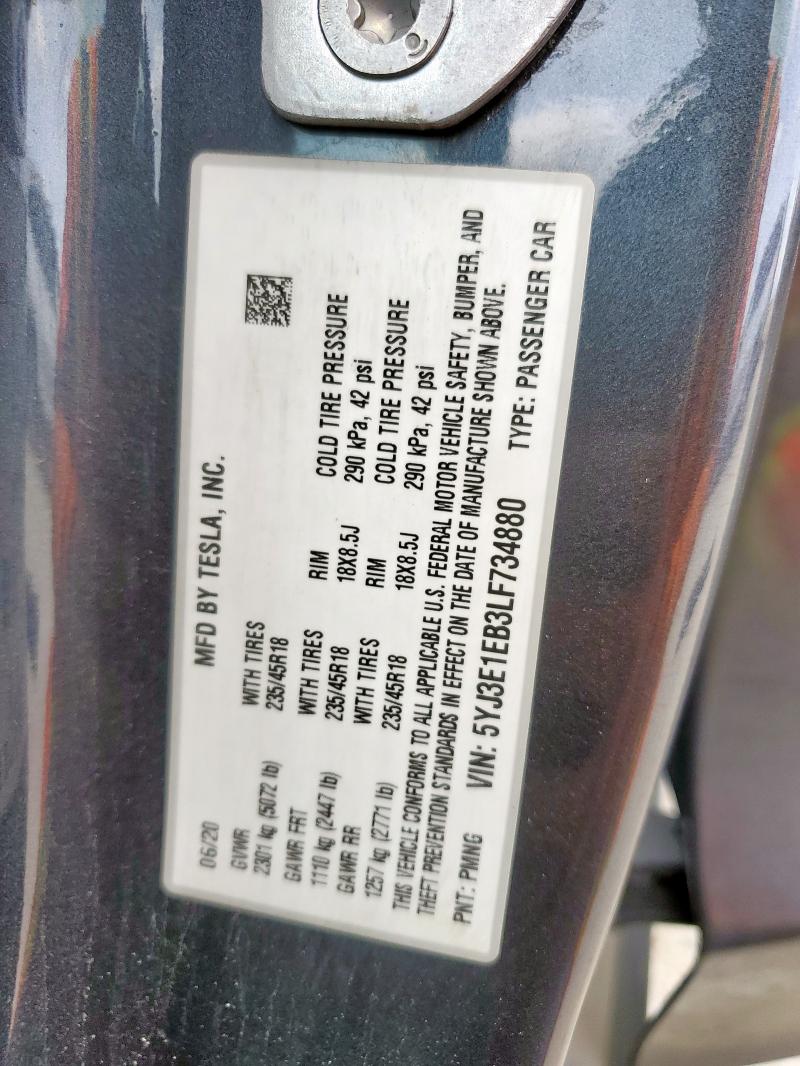 MFD BY TESLA, INC.
06/20
GVWR
2301 kg (5072 lb)
WITH TIRES
235/45R18
GAWR FRT
1110 kg (2447 lb)
WITH TIRES
235/45R18
RIM
18X8.5J
COLD TIRE PRESSURE
290 kPa, 42 psi
GAWR RR
1257 kg (2771 lb)
WITH TIRES
235/45R18
RIM
18X8.5J
COLD TIRE PRESSURE
290 kPa, 42 psi
THIS VEHICLE CONFORMS TO ALL APPLICABLE U.S. FEDERAL MOTOR VEHICLE SAFETY, BUMPER, AND
THEFT PREVENTION STANDARDS IN EFFECT ON THE DATE OF MANUFACTURE SHOWN ABOVE.
PNT: PMNG VIN: 5YJ3E1EB3LF734880 TYPE: PASSENGER CAR